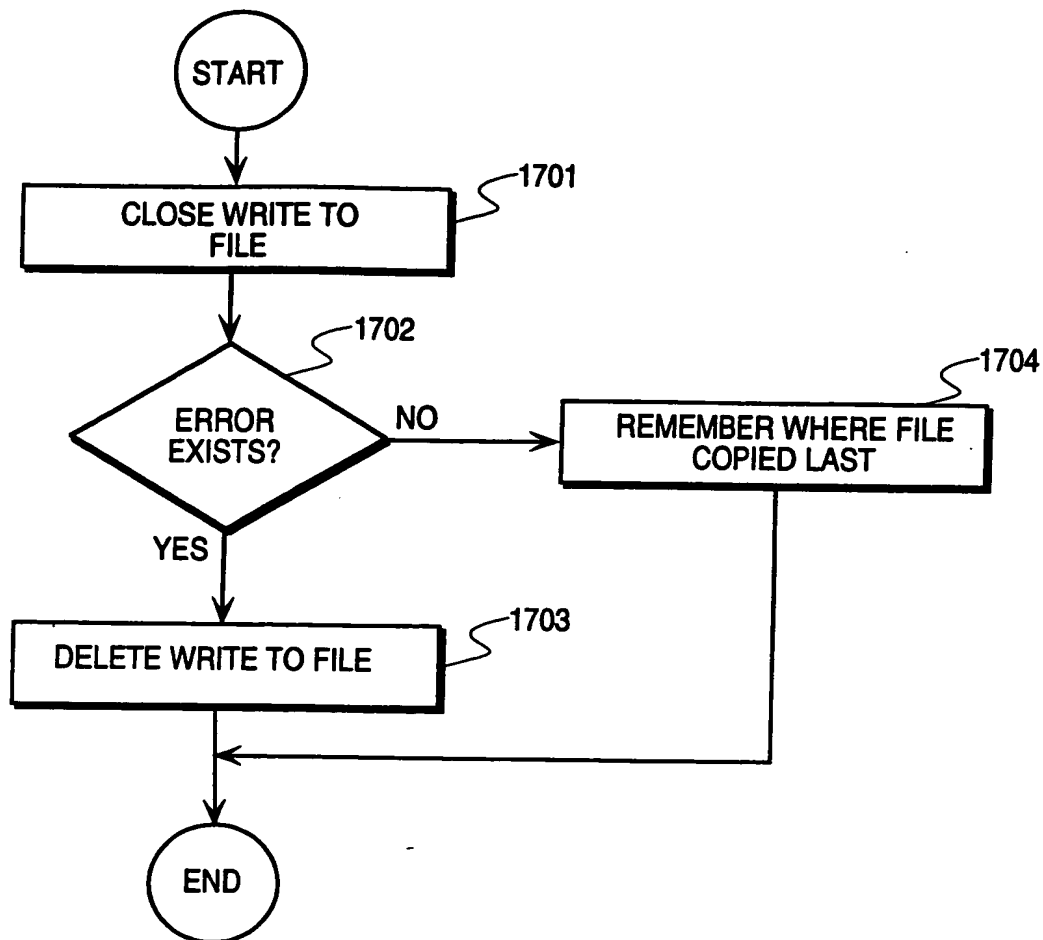 START
1701
CLOSE WRITE TO
FILE
1702
ERROR
EXISTS?
NO
1704
REMEMBER WHERE FILE
COPIED LAST
YES
1703
DELETE WRITE TO FILE
END